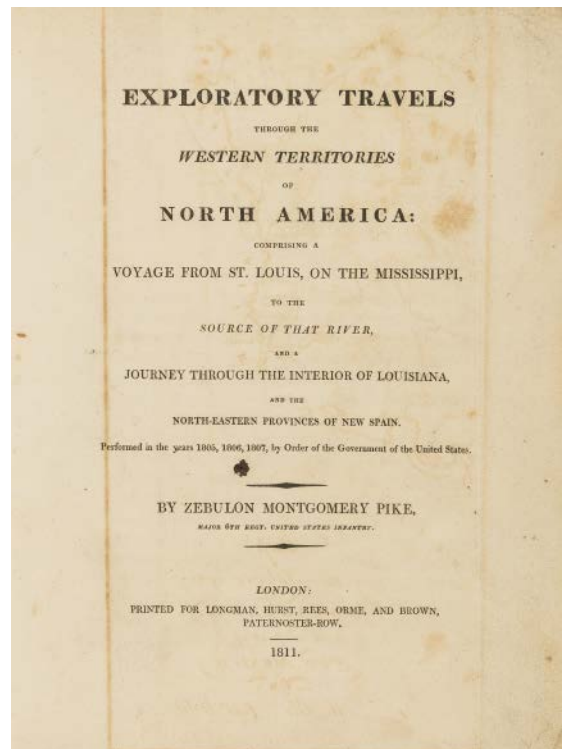 EXPLORATORY TRAVELS
THROUGH THE
WESTERN TERRITORIES
OF
NORTH AMERICA:
COMPRISING A
VOYAGE FROM ST. LOUIS, ON THE MISSISSIPPI,
TO THE
SOURCE OF THAT RIVER,
AND A
JOURNEY THROUGH THE INTERIOR OF LOUISIANA,
AND THE
NORTH-EASTERN PROVINCES OF NEW SPAIN.
Performed in the years 1805, 1806, 1807, by Order of the Government of the United States.
BY ZEBULON MONTGOMERY PIKE,
MAJOR 6TH REGT. UNITED STATES INFANTRY.
LONDON:
PRINTED FOR LONGMAN, HURST, REES, ORME, AND BROWN,
PATERNOSTER-ROW.
1811.